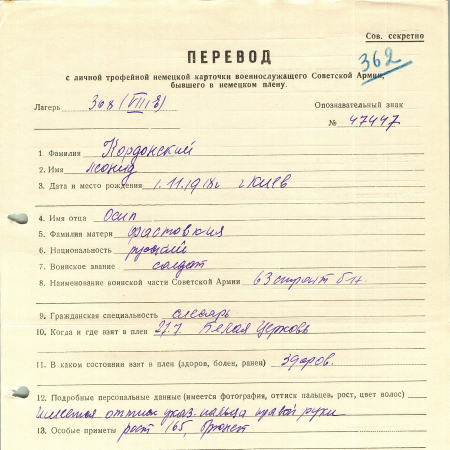 Сов. секретно
362
ПЕРЕВОД
с личной трофейной немецкой карточки военнослужащего Советской Армии,
бывшего в немецком плену.
Лагерь 308 (VIII-E) Опознавательный знак
№ 47447
1. Фамилия Кордонский
2. Имя Леонид
3. Дата и место рождения 1.11.1918 г Киев
4. Имя отца Осип
5. Фамилия матери Фастовская
6. Национальность русский
7. Воинское звание солдат
8. Наименование воинской части Советской Армии 63 строит бтн.
9. Гражданская специальность слесарь
10. Когда и где взят в плен 27.7 Белая Церковь
11. В каком состоянии взят в плен (здоров, болен, ранен) здоров.
12. Подробные персональные данные (имеется фотография, оттиск пальцев, рост, цвет волос)
Имеется оттиск указ. пальца правой руки
13. Особые приметы рост 165, брюнет